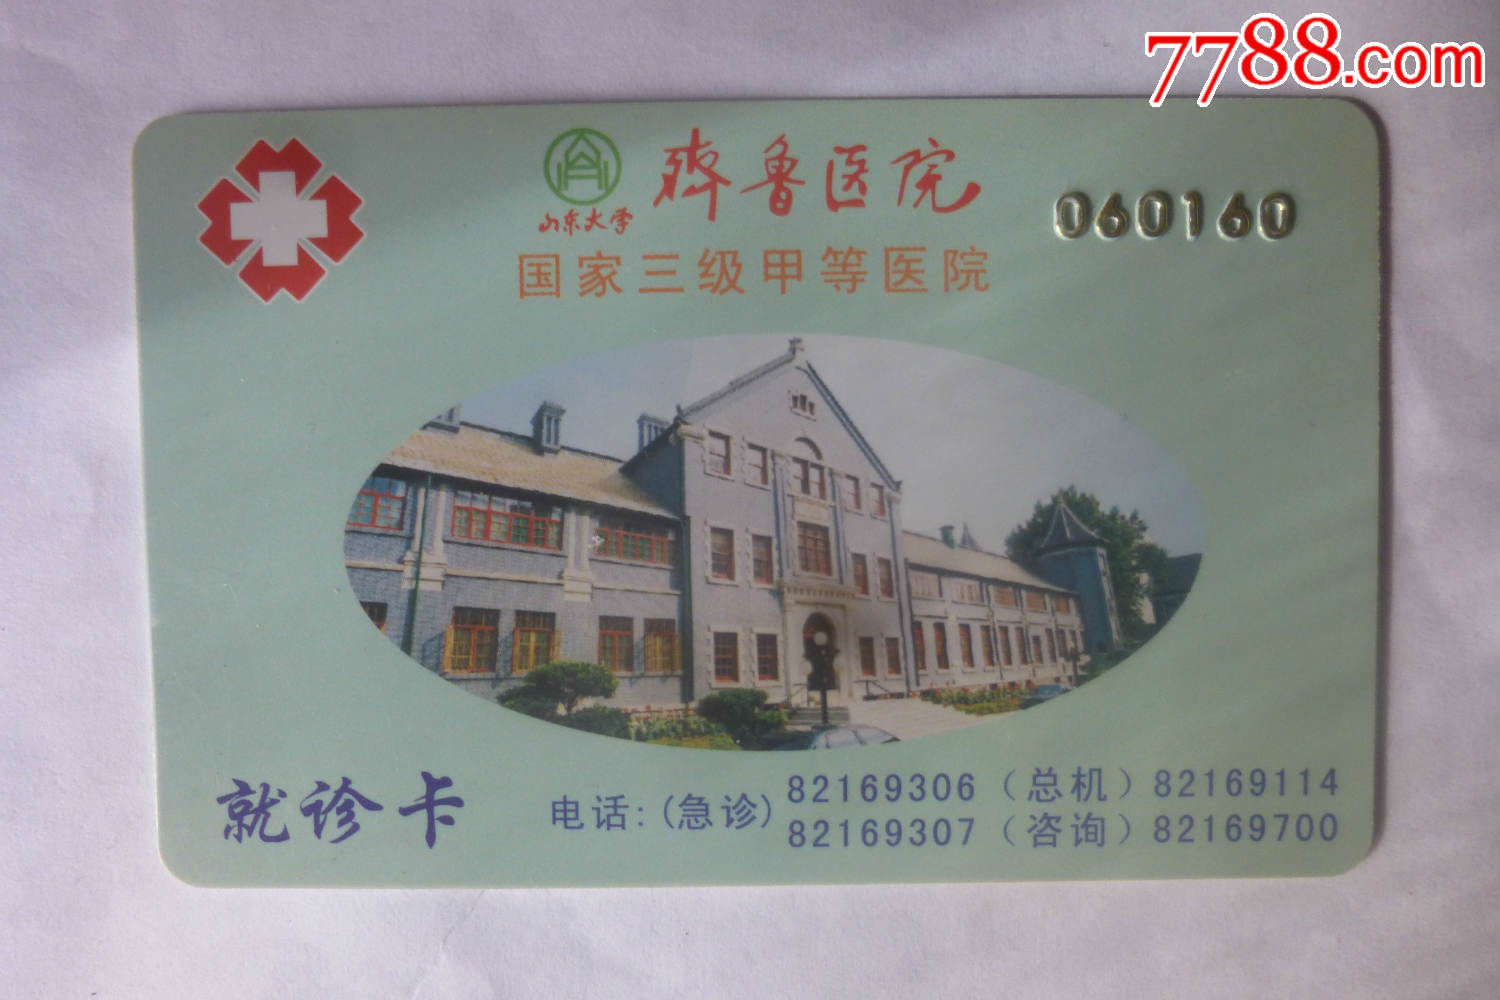 7788.com
山东大学 齐鲁医院
060160
国家三级甲等医院
就诊卡
电话:(急诊) 82169306（总机）82169114
82169307（咨询）82169700